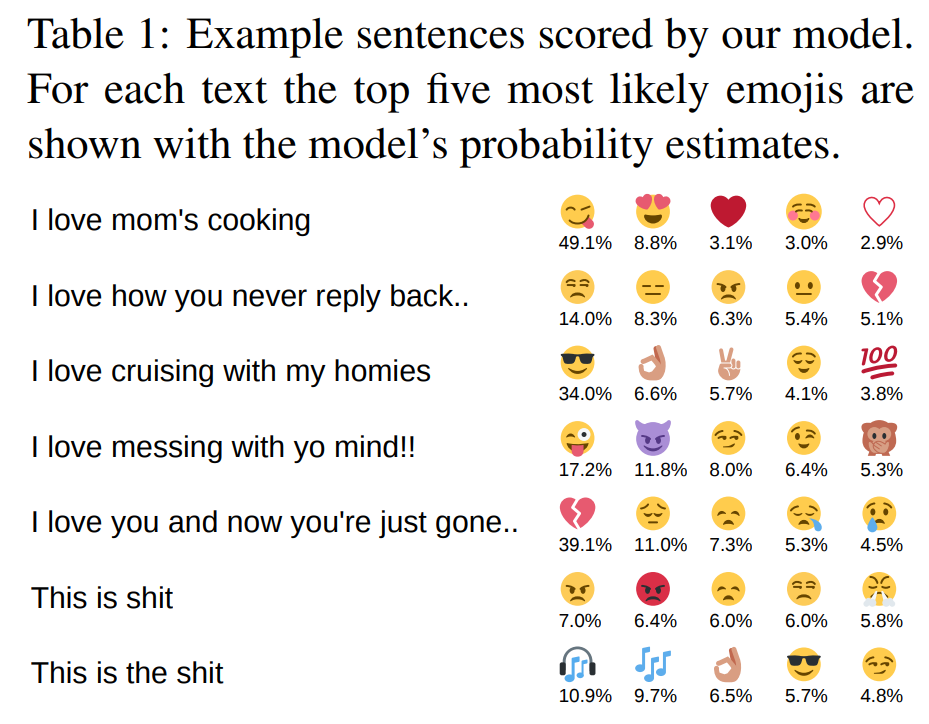 Table 1: Example sentences scored by our model.
For each text the top five most likely emojis are
shown with the model’s probability estimates.
I love mom's cooking
49.1% 8.8% 3.1% 3.0% 2.9%
I love how you never reply back..
14.0% 8.3% 6.3% 5.4% 5.1%
I love cruising with my homies
34.0% 6.6% 5.7% 4.1% 3.8%
I love messing with yo mind!!
17.2% 11.8% 8.0% 6.4% 5.3%
I love you and now you're just gone..
39.1% 11.0% 7.3% 5.3% 4.5%
This is shit
7.0% 6.4% 6.0% 6.0% 5.8%
This is the shit
10.9% 9.7% 6.5% 5.7% 4.8%